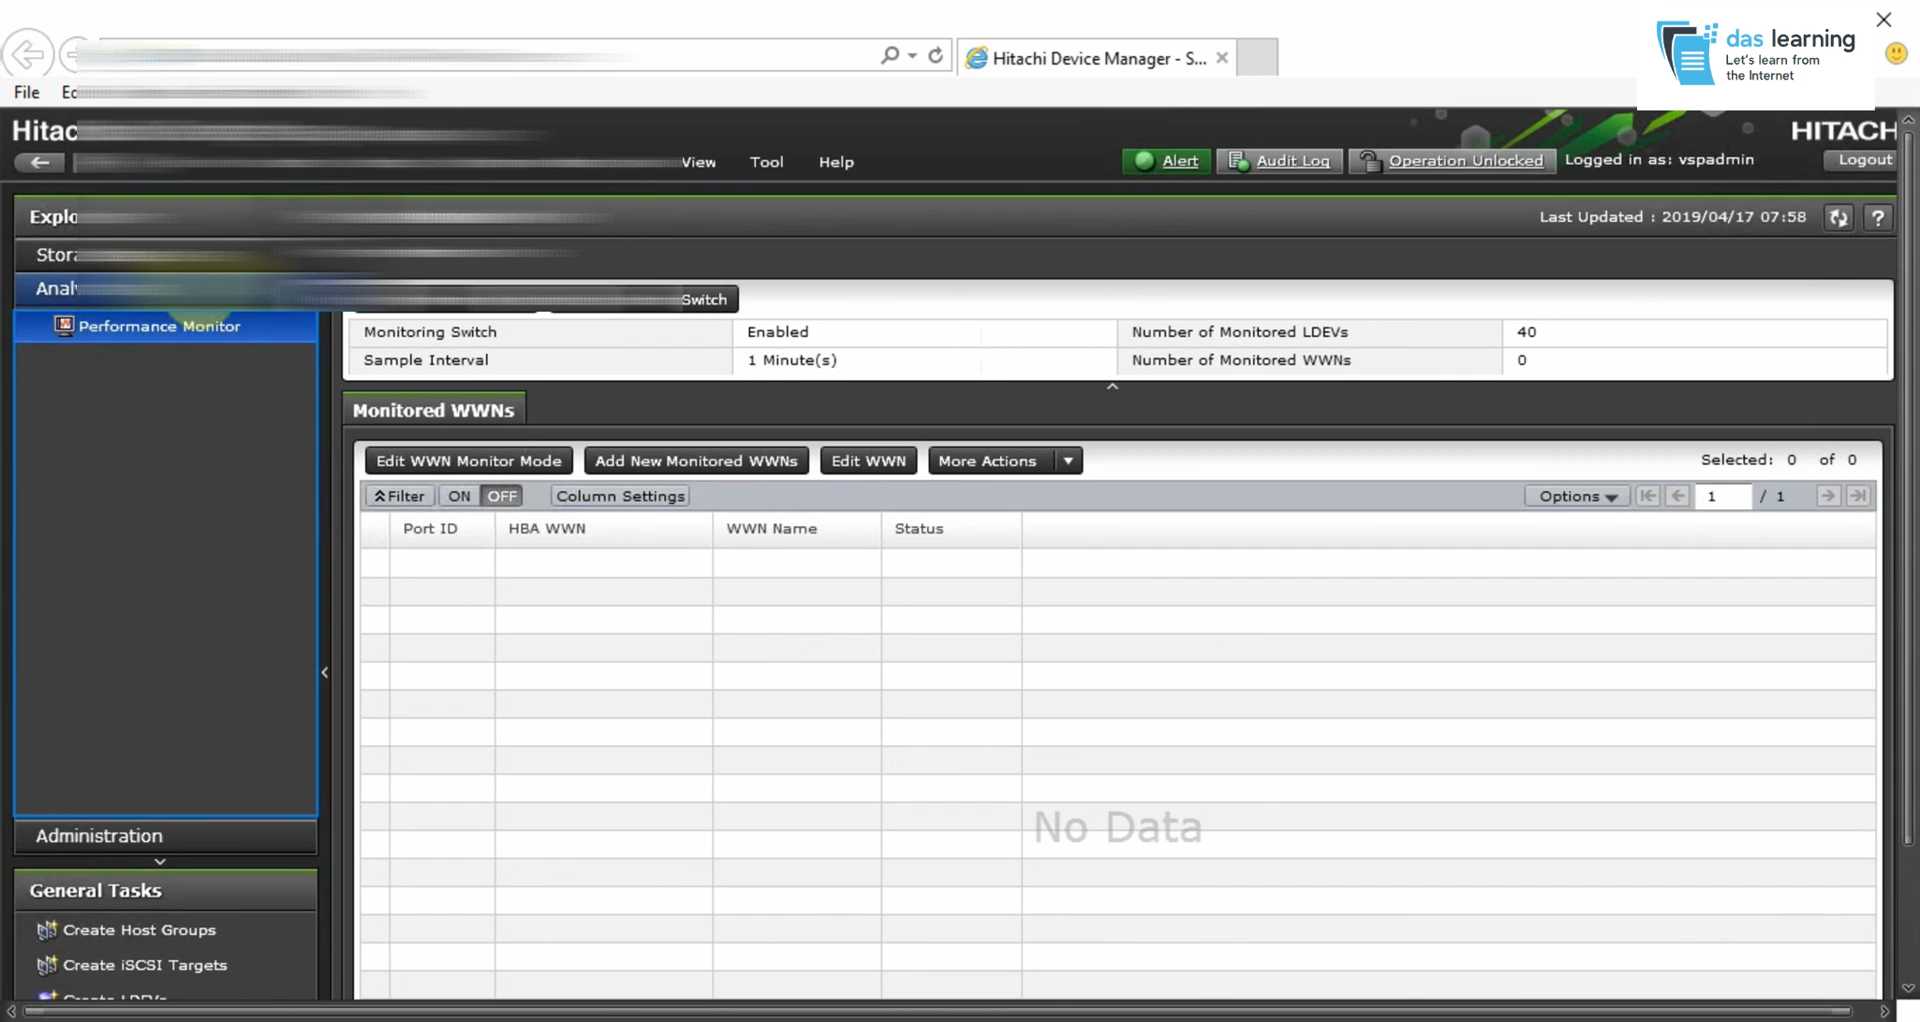 das learning
Let's learn from
the Internet
Hitachi Device Manager - S...
File
HITACH
View Tool Help
Alert Audit Log Operation Unlocked Logged in as: vspadmin Logout
Last Updated : 2019/04/17 07:58 ?
Switch
Performance Monitor
Monitoring Switch Enabled Number of Monitored LDEVs 40
Sample Interval 1 Minute(s) Number of Monitored WWNs 0
Monitored WWNs
Edit WWN Monitor Mode Add New Monitored WWNs Edit WWN More Actions Selected: 0 of 0
Filter ON OFF Column Settings Options 1 / 1
Port ID HBA WWN WWN Name Status
No Data
Administration
General Tasks
Create Host Groups
Create iSCSI Targets
Create LDEVs